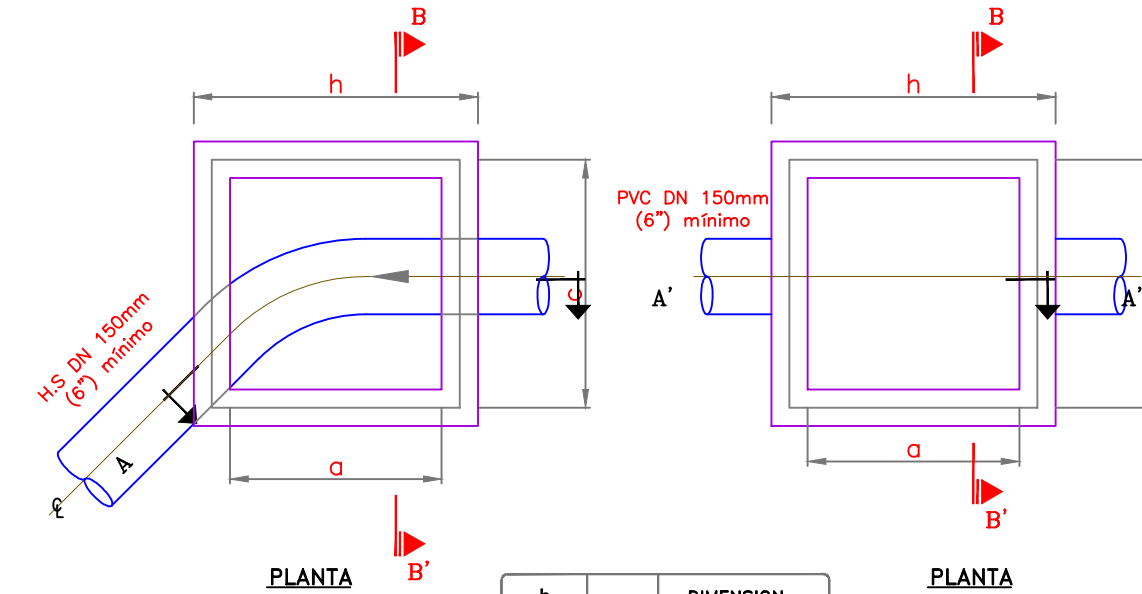 B
B
h
h
PVC DN 150mm
(6") mínimo
c
A'
A'
H.S DN 150mm
(6") mínimo
A
a
a
℄
B'
B'
PLANTA
PLANTA
h
DIMENSION